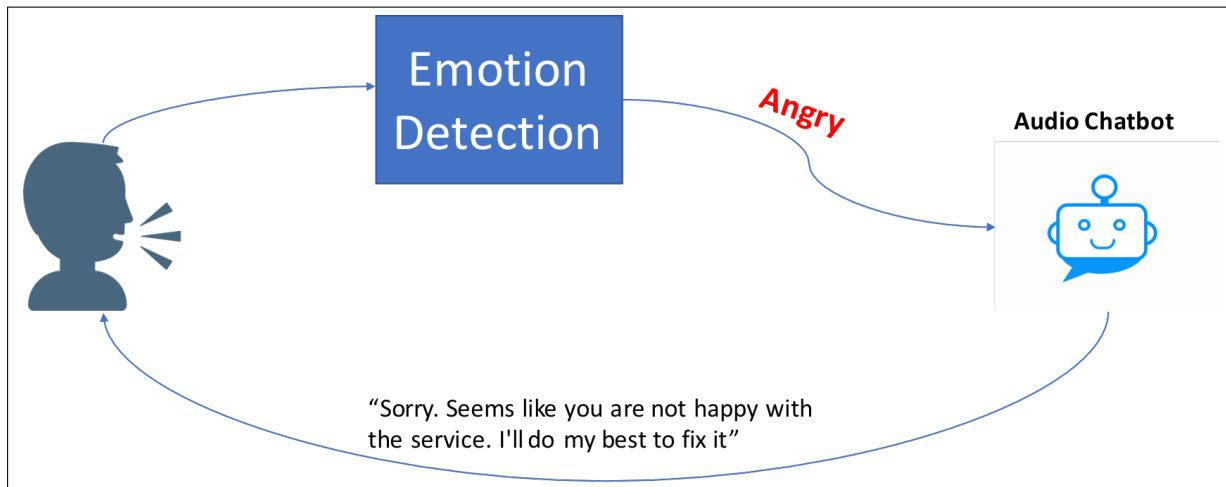 Emotion
Detection
Angry
Audio Chatbot
“Sorry. Seems like you are not happy with
the service. I'll do my best to fix it”